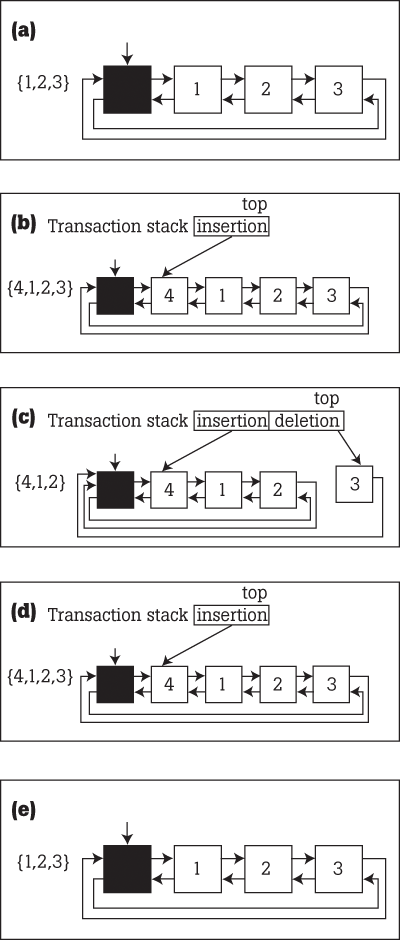 (a)
{1,2,3} 1 2 3
(b) top
Transaction stack insertion
{4,1,2,3} 4 1 2 3
(c) top
Transaction stack insertion deletion
{4,1,2} 4 1 2 3
(d) top
Transaction stack insertion
{4,1,2,3} 4 1 2 3
(e)
{1,2,3} 1 2 3